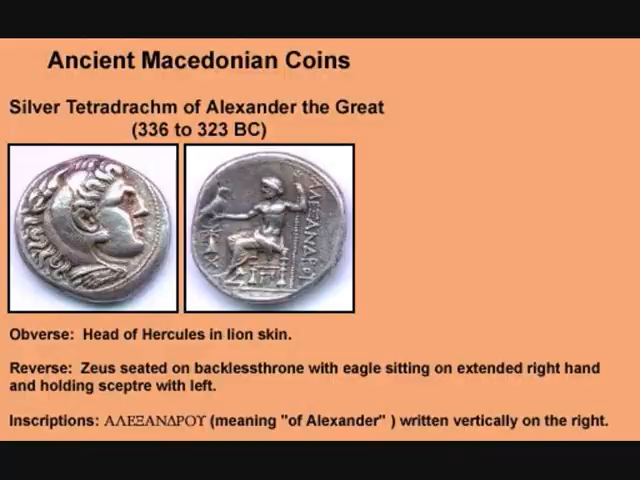 Ancient Macedonian Coins
Silver Tetradrachm of Alexander the Great
(336 to 323 BC)
ΑΛΕΞΑΝΔΡΟΥ
Obverse: Head of Hercules in lion skin.
Reverse: Zeus seated on backlessthrone with eagle sitting on extended right hand
and holding sceptre with left.
Inscriptions: ΑΛΕΞΑΝΔΡΟΥ (meaning "of Alexander" ) written vertically on the right.